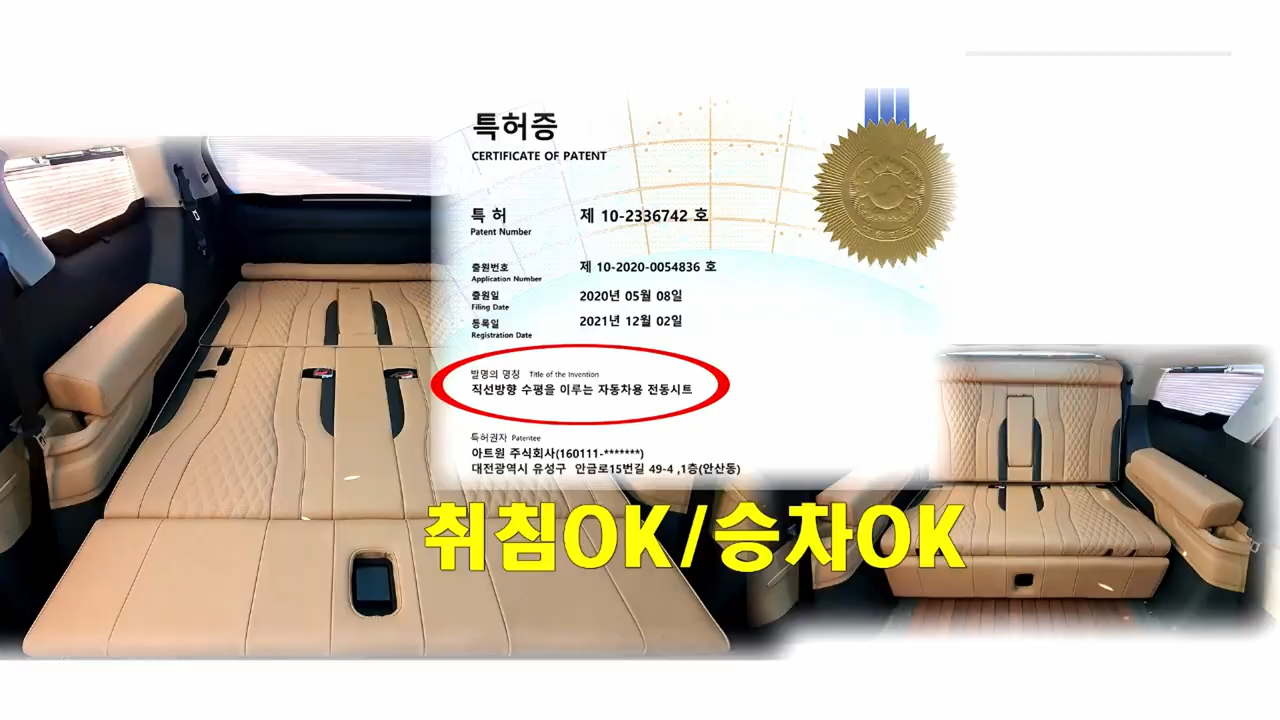 특허증
CERTIFICATE OF PATENT
특 허 제 10-2336742 호
Patent Number
출원번호 제 10-2020-0054836 호
Application Number
출원일 2020년 05월 08일
Filing Date
등록일 2021년 12월 02일
Registration Date
발명의 명칭 Title of the Invention
직선방향 수평을 이루는 자동차용 전동시트
특허권자 Patentee
아트원 주식회사(160111-*******)
대전광역시 유성구 안금로15번길 49-4 ,1층(안산동)
취침OK/승차OK